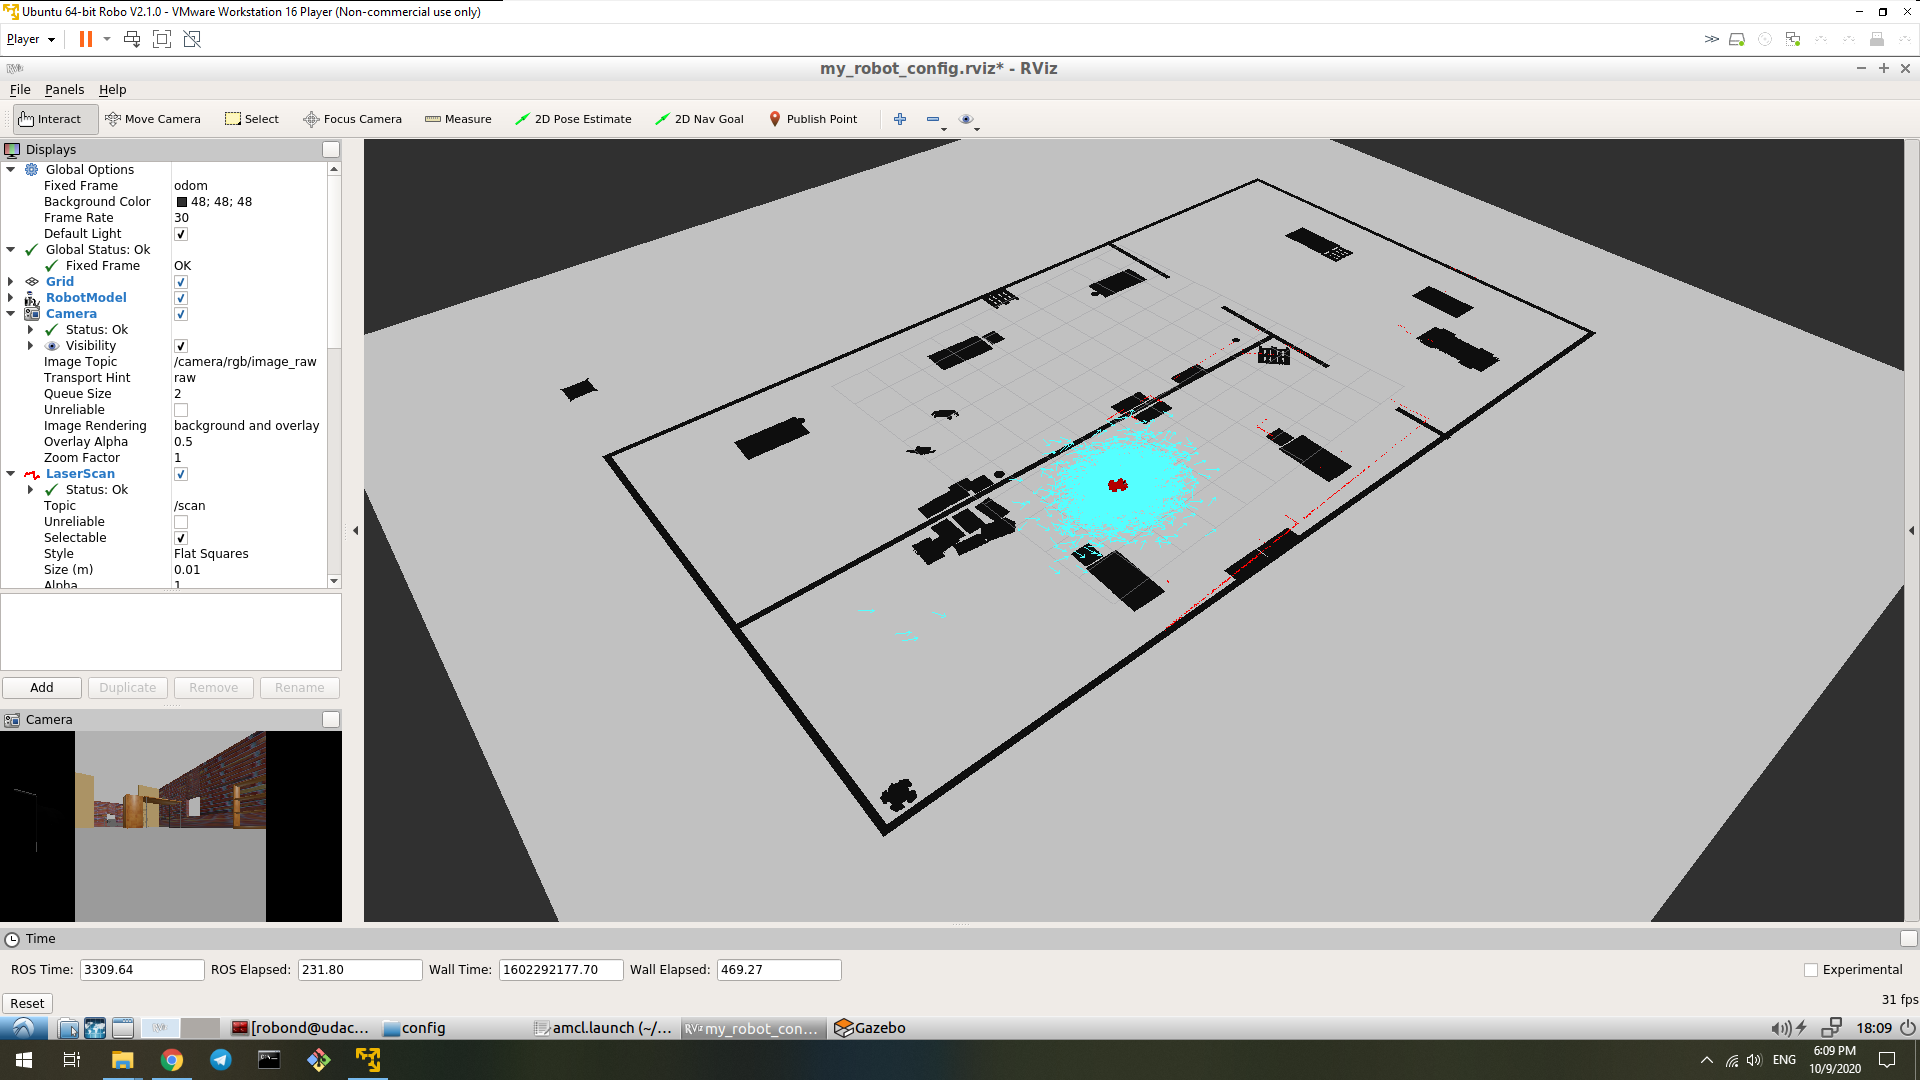 Ubuntu 64-bit Robo V2.1.0 - VMware Workstation 16 Player (Non-commercial use only)
Player
my_robot_config.rviz* - RViz
File Panels Help
Interact Move Camera Select Focus Camera Measure 2D Pose Estimate 2D Nav Goal Publish Point
Displays
Global Options
Fixed Frame odom
Background Color 48; 48; 48
Frame Rate 30
Default Light
Global Status: Ok
Fixed Frame OK
Grid
RobotModel
Camera
Status: Ok
Visibility
Image Topic /camera/rgb/image_raw
Transport Hint raw
Queue Size 2
Unreliable
Image Rendering background and overlay
Overlay Alpha 0.5
Zoom Factor 1
LaserScan
Status: Ok
Topic /scan
Unreliable
Selectable
Style Flat Squares
Size (m) 0.01
Alpha 1
Add Duplicate Remove Rename
Camera
Time
ROS Time: 3309.64 ROS Elapsed: 231.80 Wall Time: 1602292177.70 Wall Elapsed: 469.27 Experimental
Reset 31 fps
[robond@udac... config amcl.launch (~/... my_robot_con... Gazebo 18:09
ENG 6:09 PM
10/9/2020